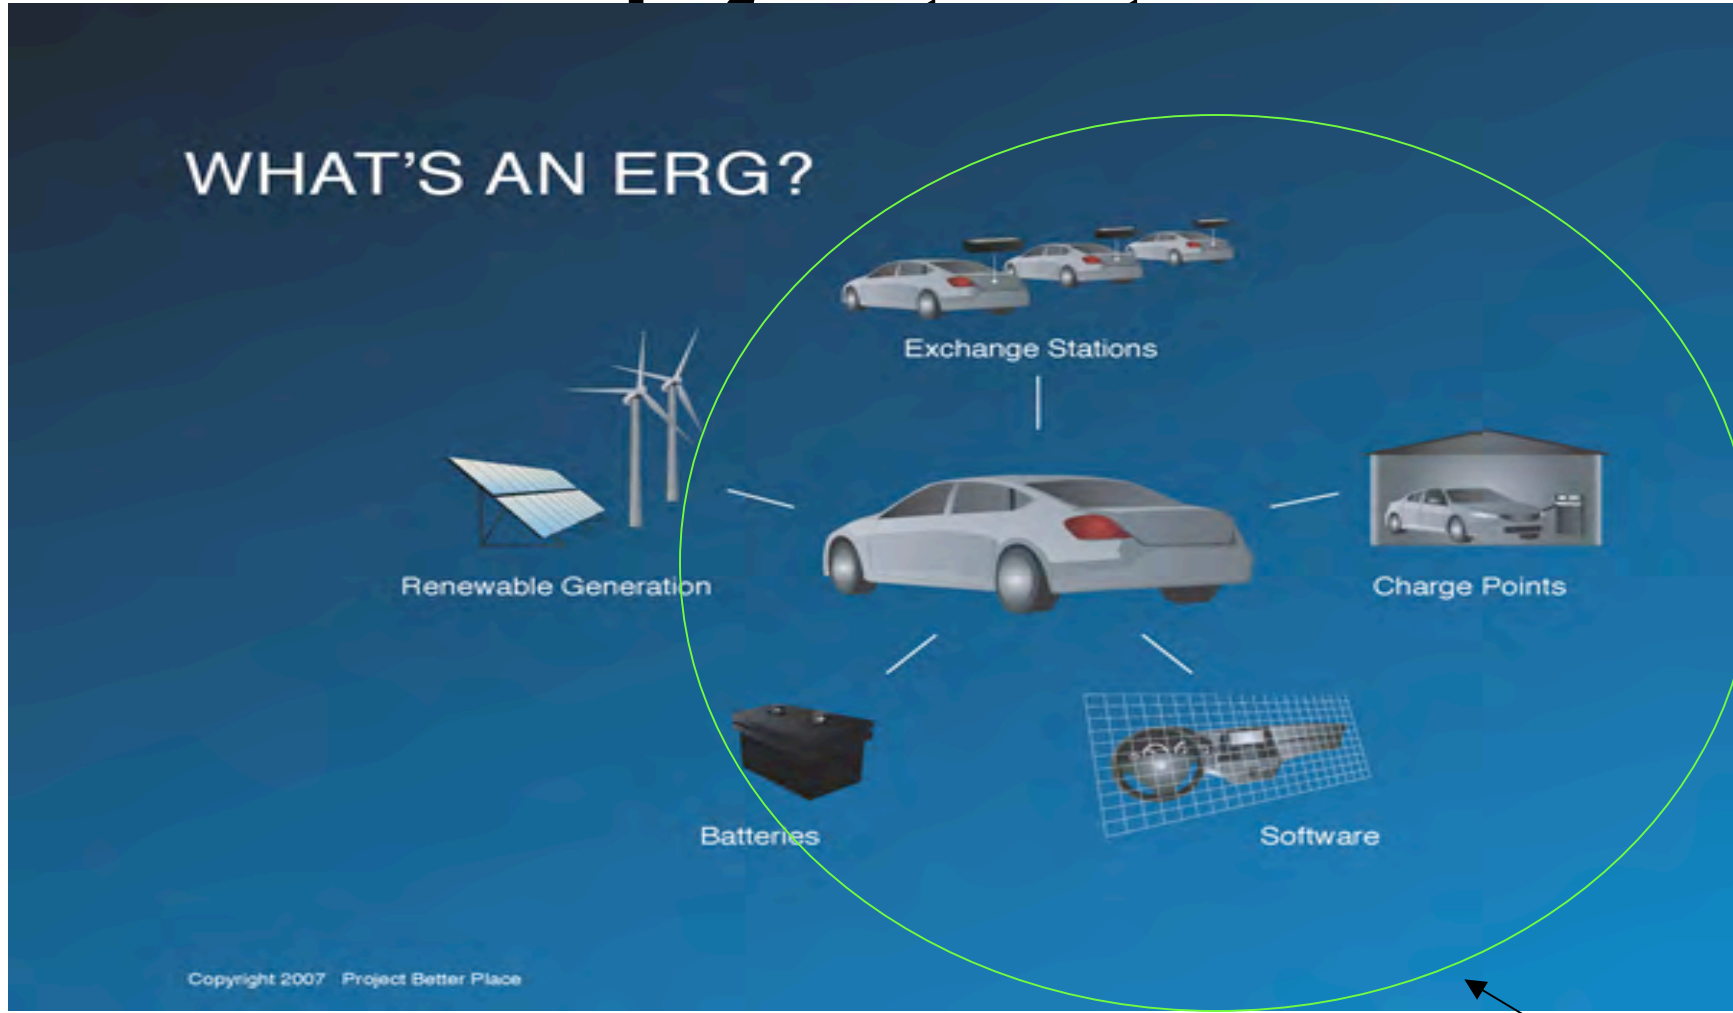 WHAT'S AN ERG?
Exchange Stations
Renewable Generation
Charge Points
Batteries
Software
Copyright 2007 Project Better Place